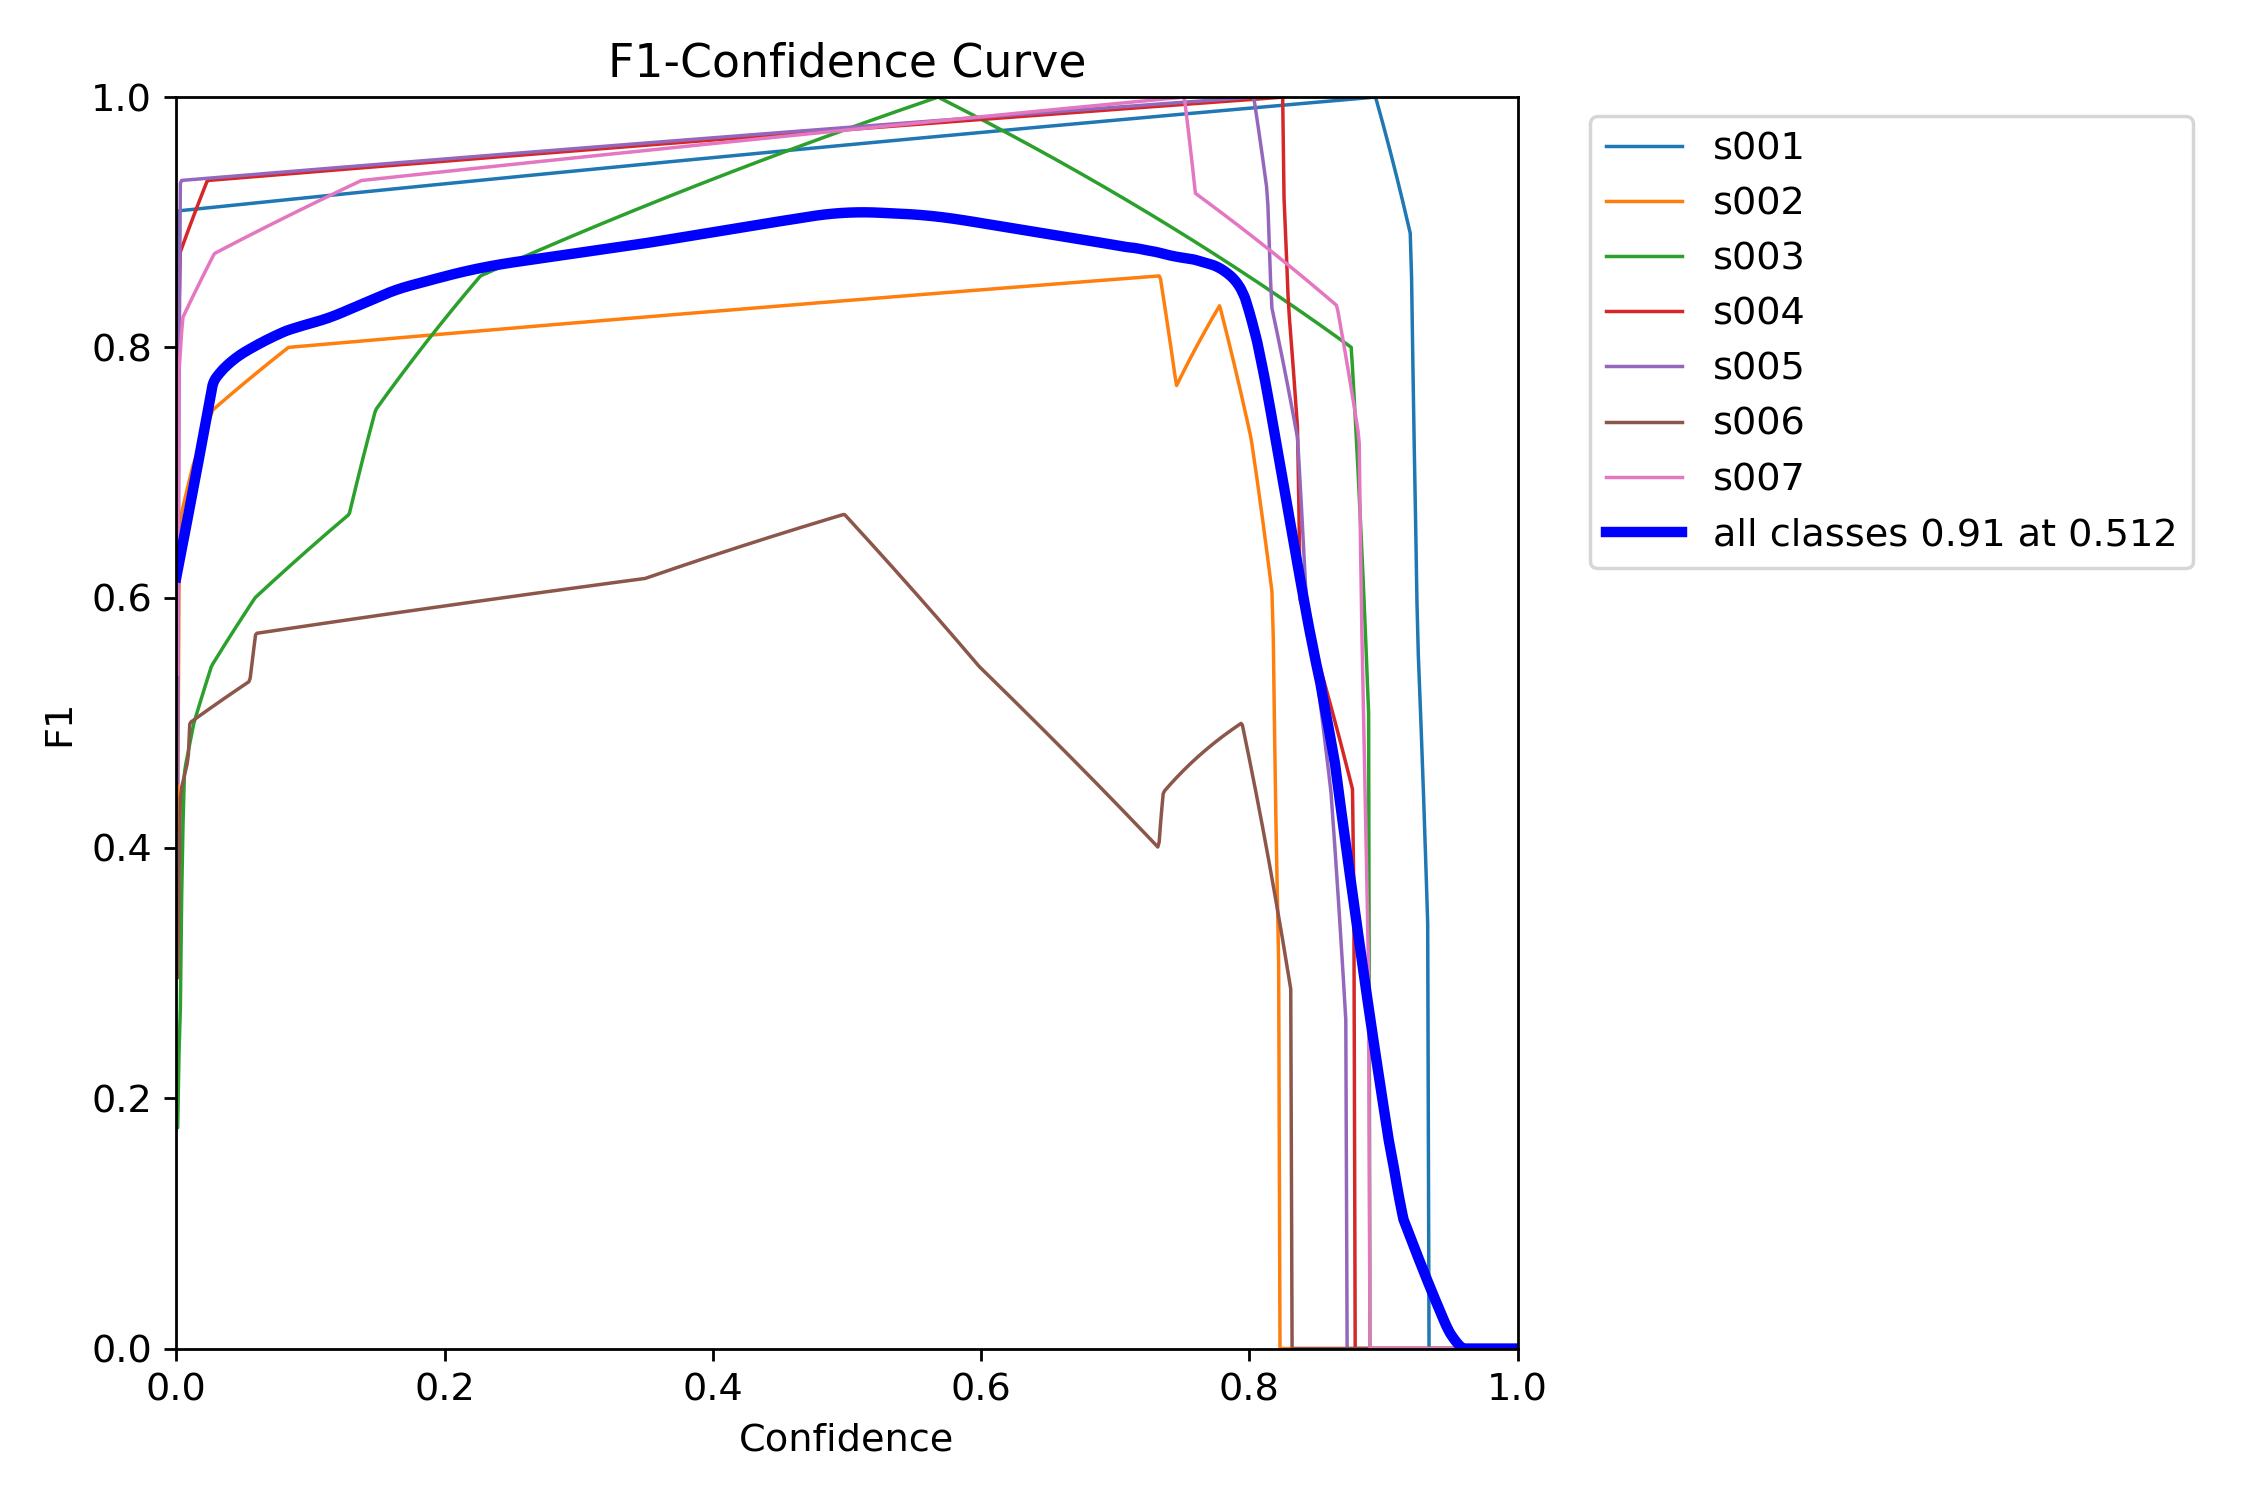 F1-Confidence Curve
1.0
0.8
0.6
0.4
0.2
0.0
F1
0.0 0.2 0.4 0.6 0.8 1.0
Confidence
s001
s002
s003
s004
s005
s006
s007
all classes 0.91 at 0.512